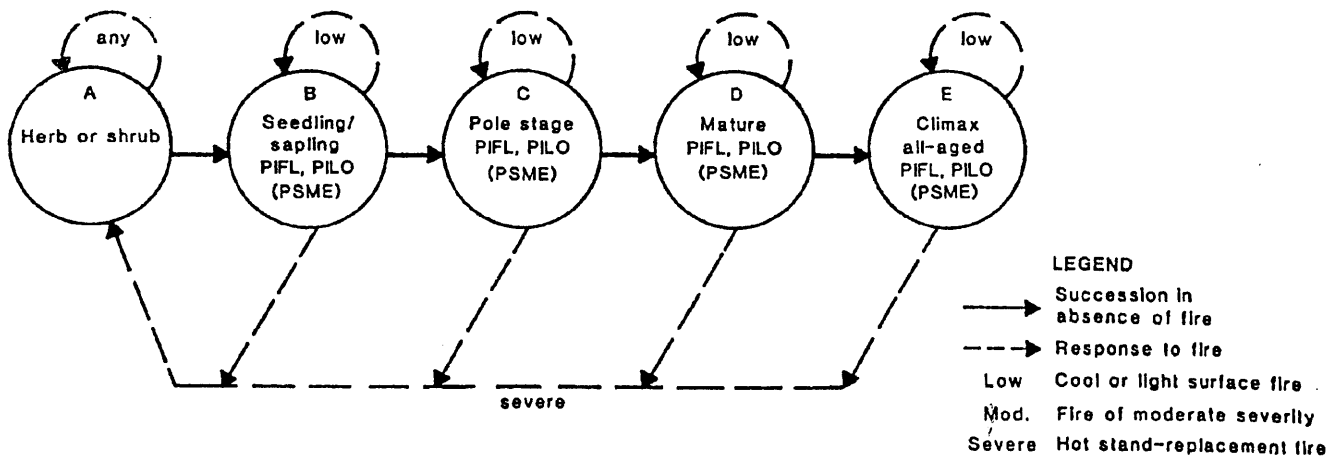 any
low
low
low
low
A
Herb or shrub
B
Seedling/
sapling
PIFL, PILO
(PSME)
C
Pole stage
PIFL, PILO
(PSME)
D
Mature
PIFL, PILO
(PSME)
E
Climax
all-aged
PIFL, PILO
(PSME)
severe
LEGEND
Succession in
absence of fire
Response to fire
Low Cool or light surface fire
Mod. Fire of moderate severity
Severe Hot stand-replacement fire